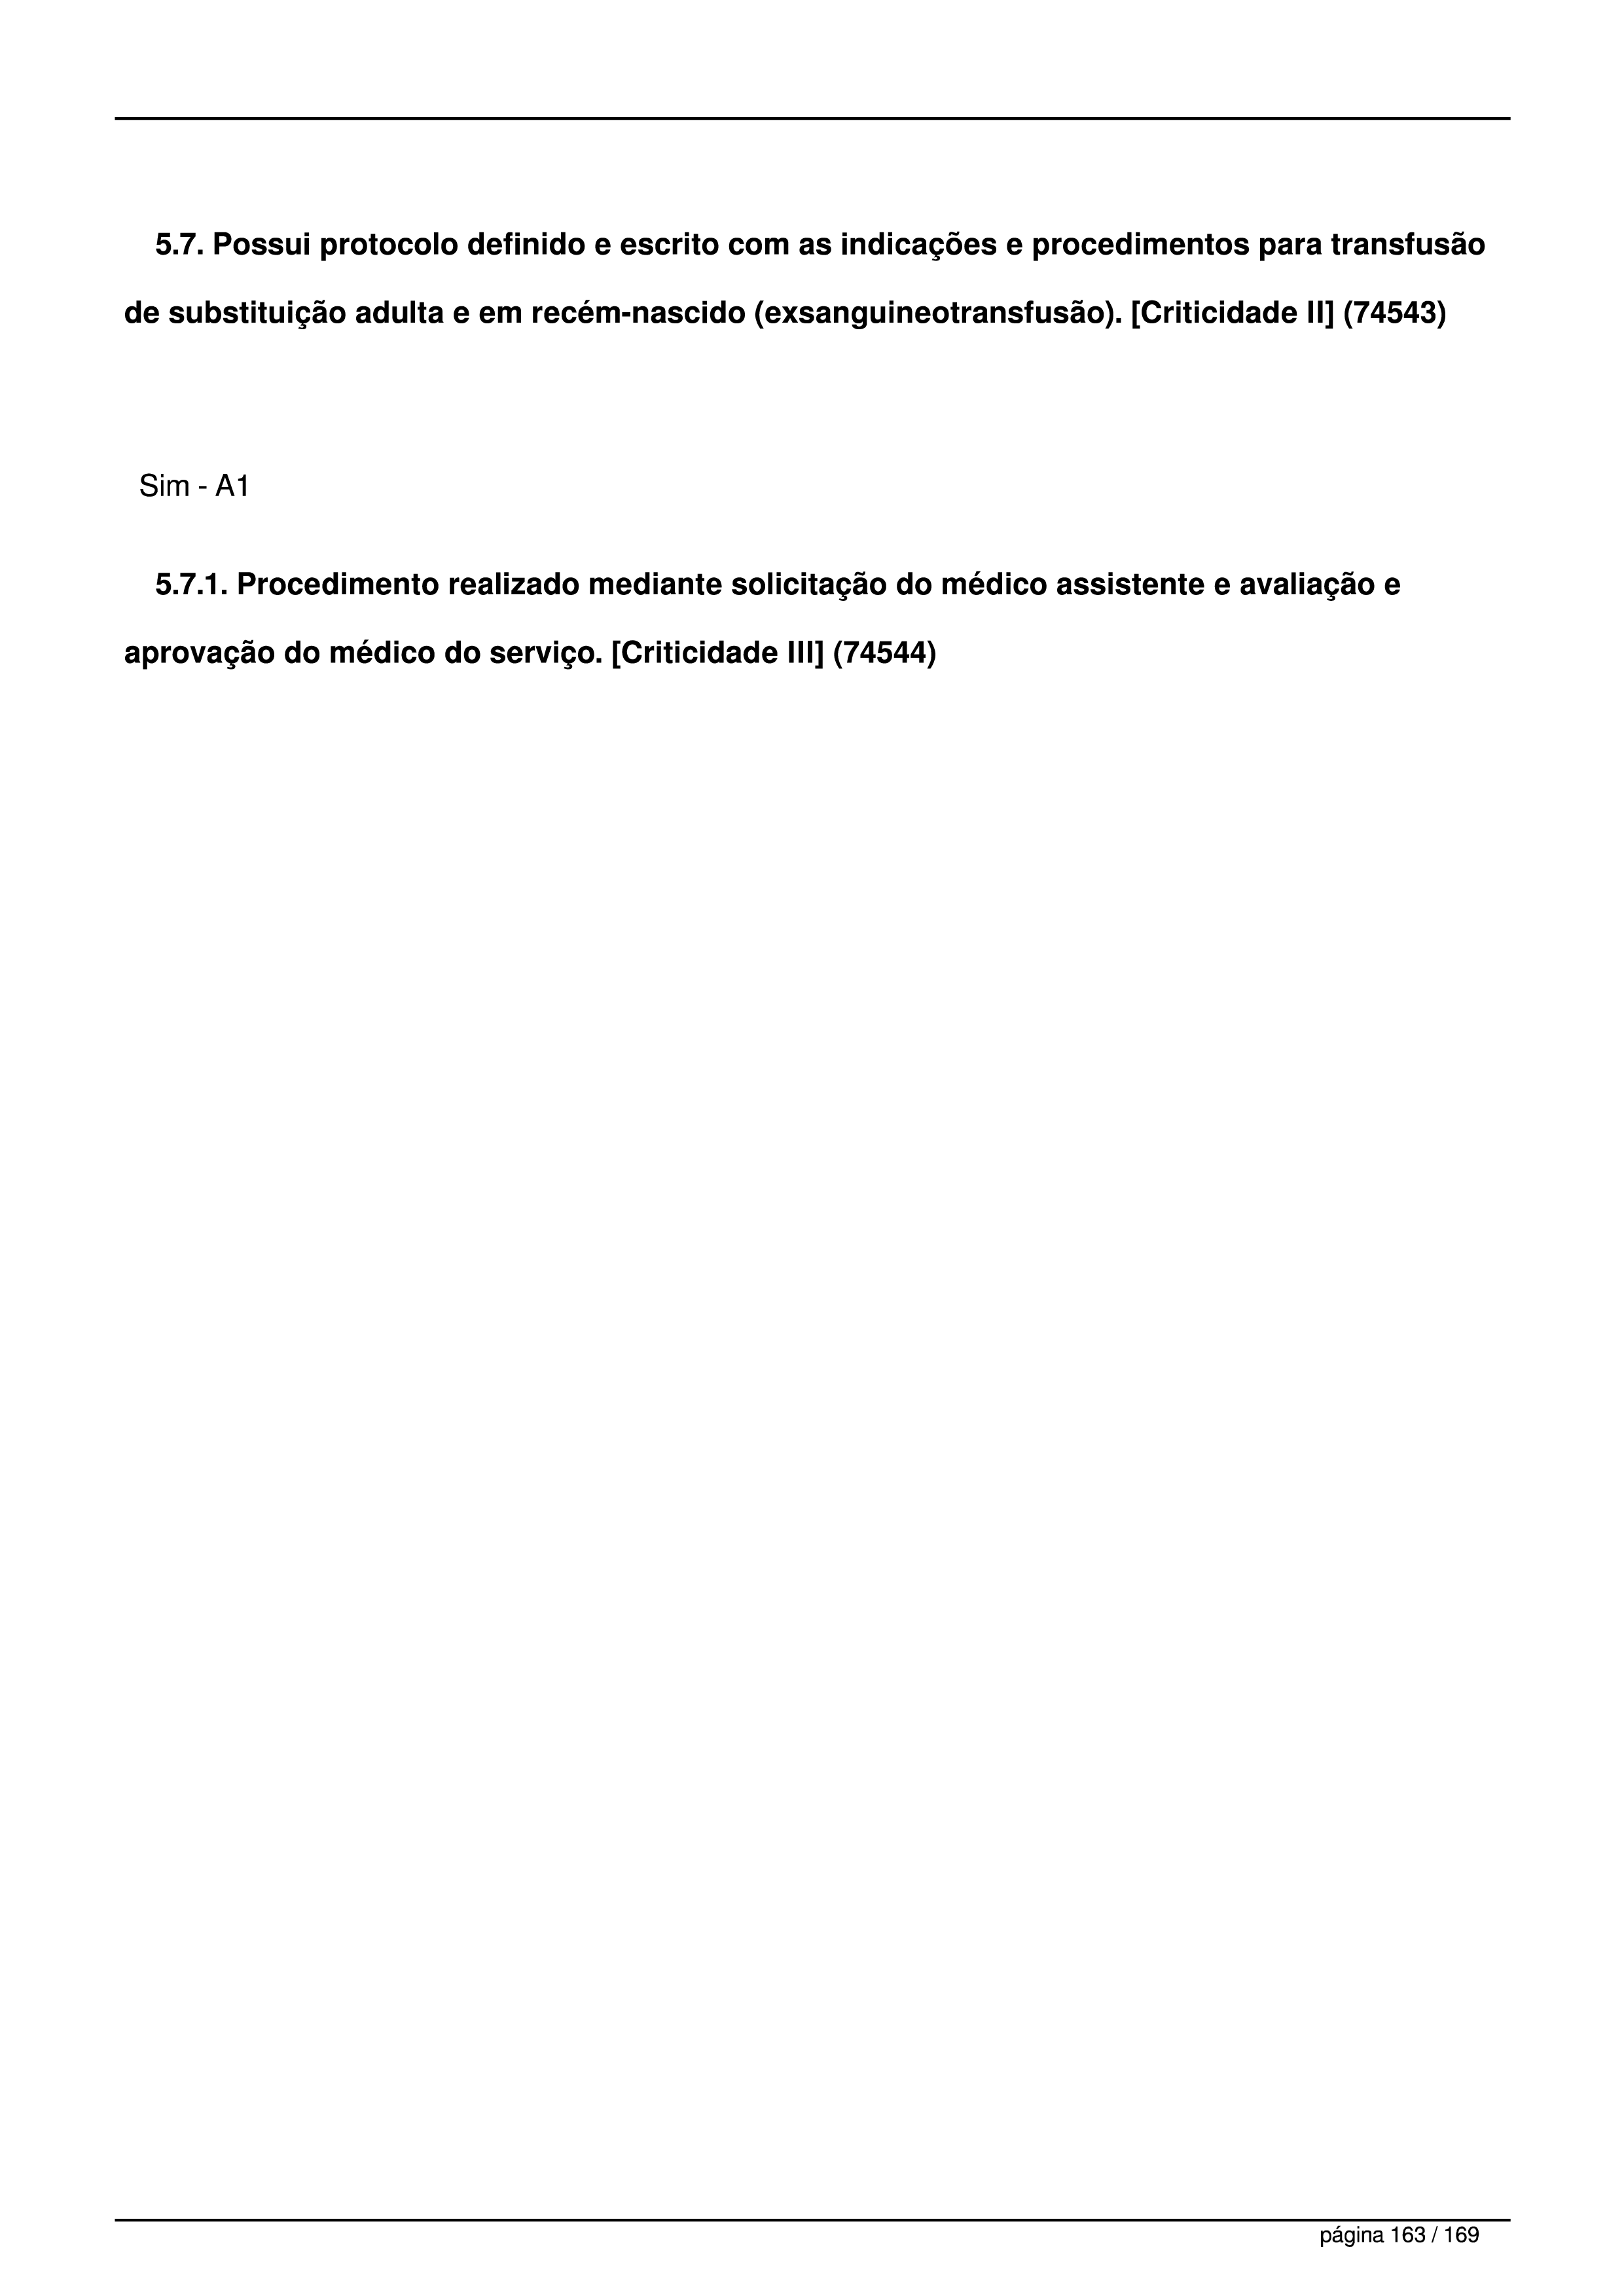 5.7. Possui protocolo definido e escrito com as indicações e procedimentos para transfusão
de substituição adulta e em recém-nascido (exsanguineotransfusão). [Criticidade II] (74543)
Sim - A1
5.7.1. Procedimento realizado mediante solicitação do médico assistente e avaliação e
aprovação do médico do serviço. [Criticidade III] (74544)
página 163 / 169